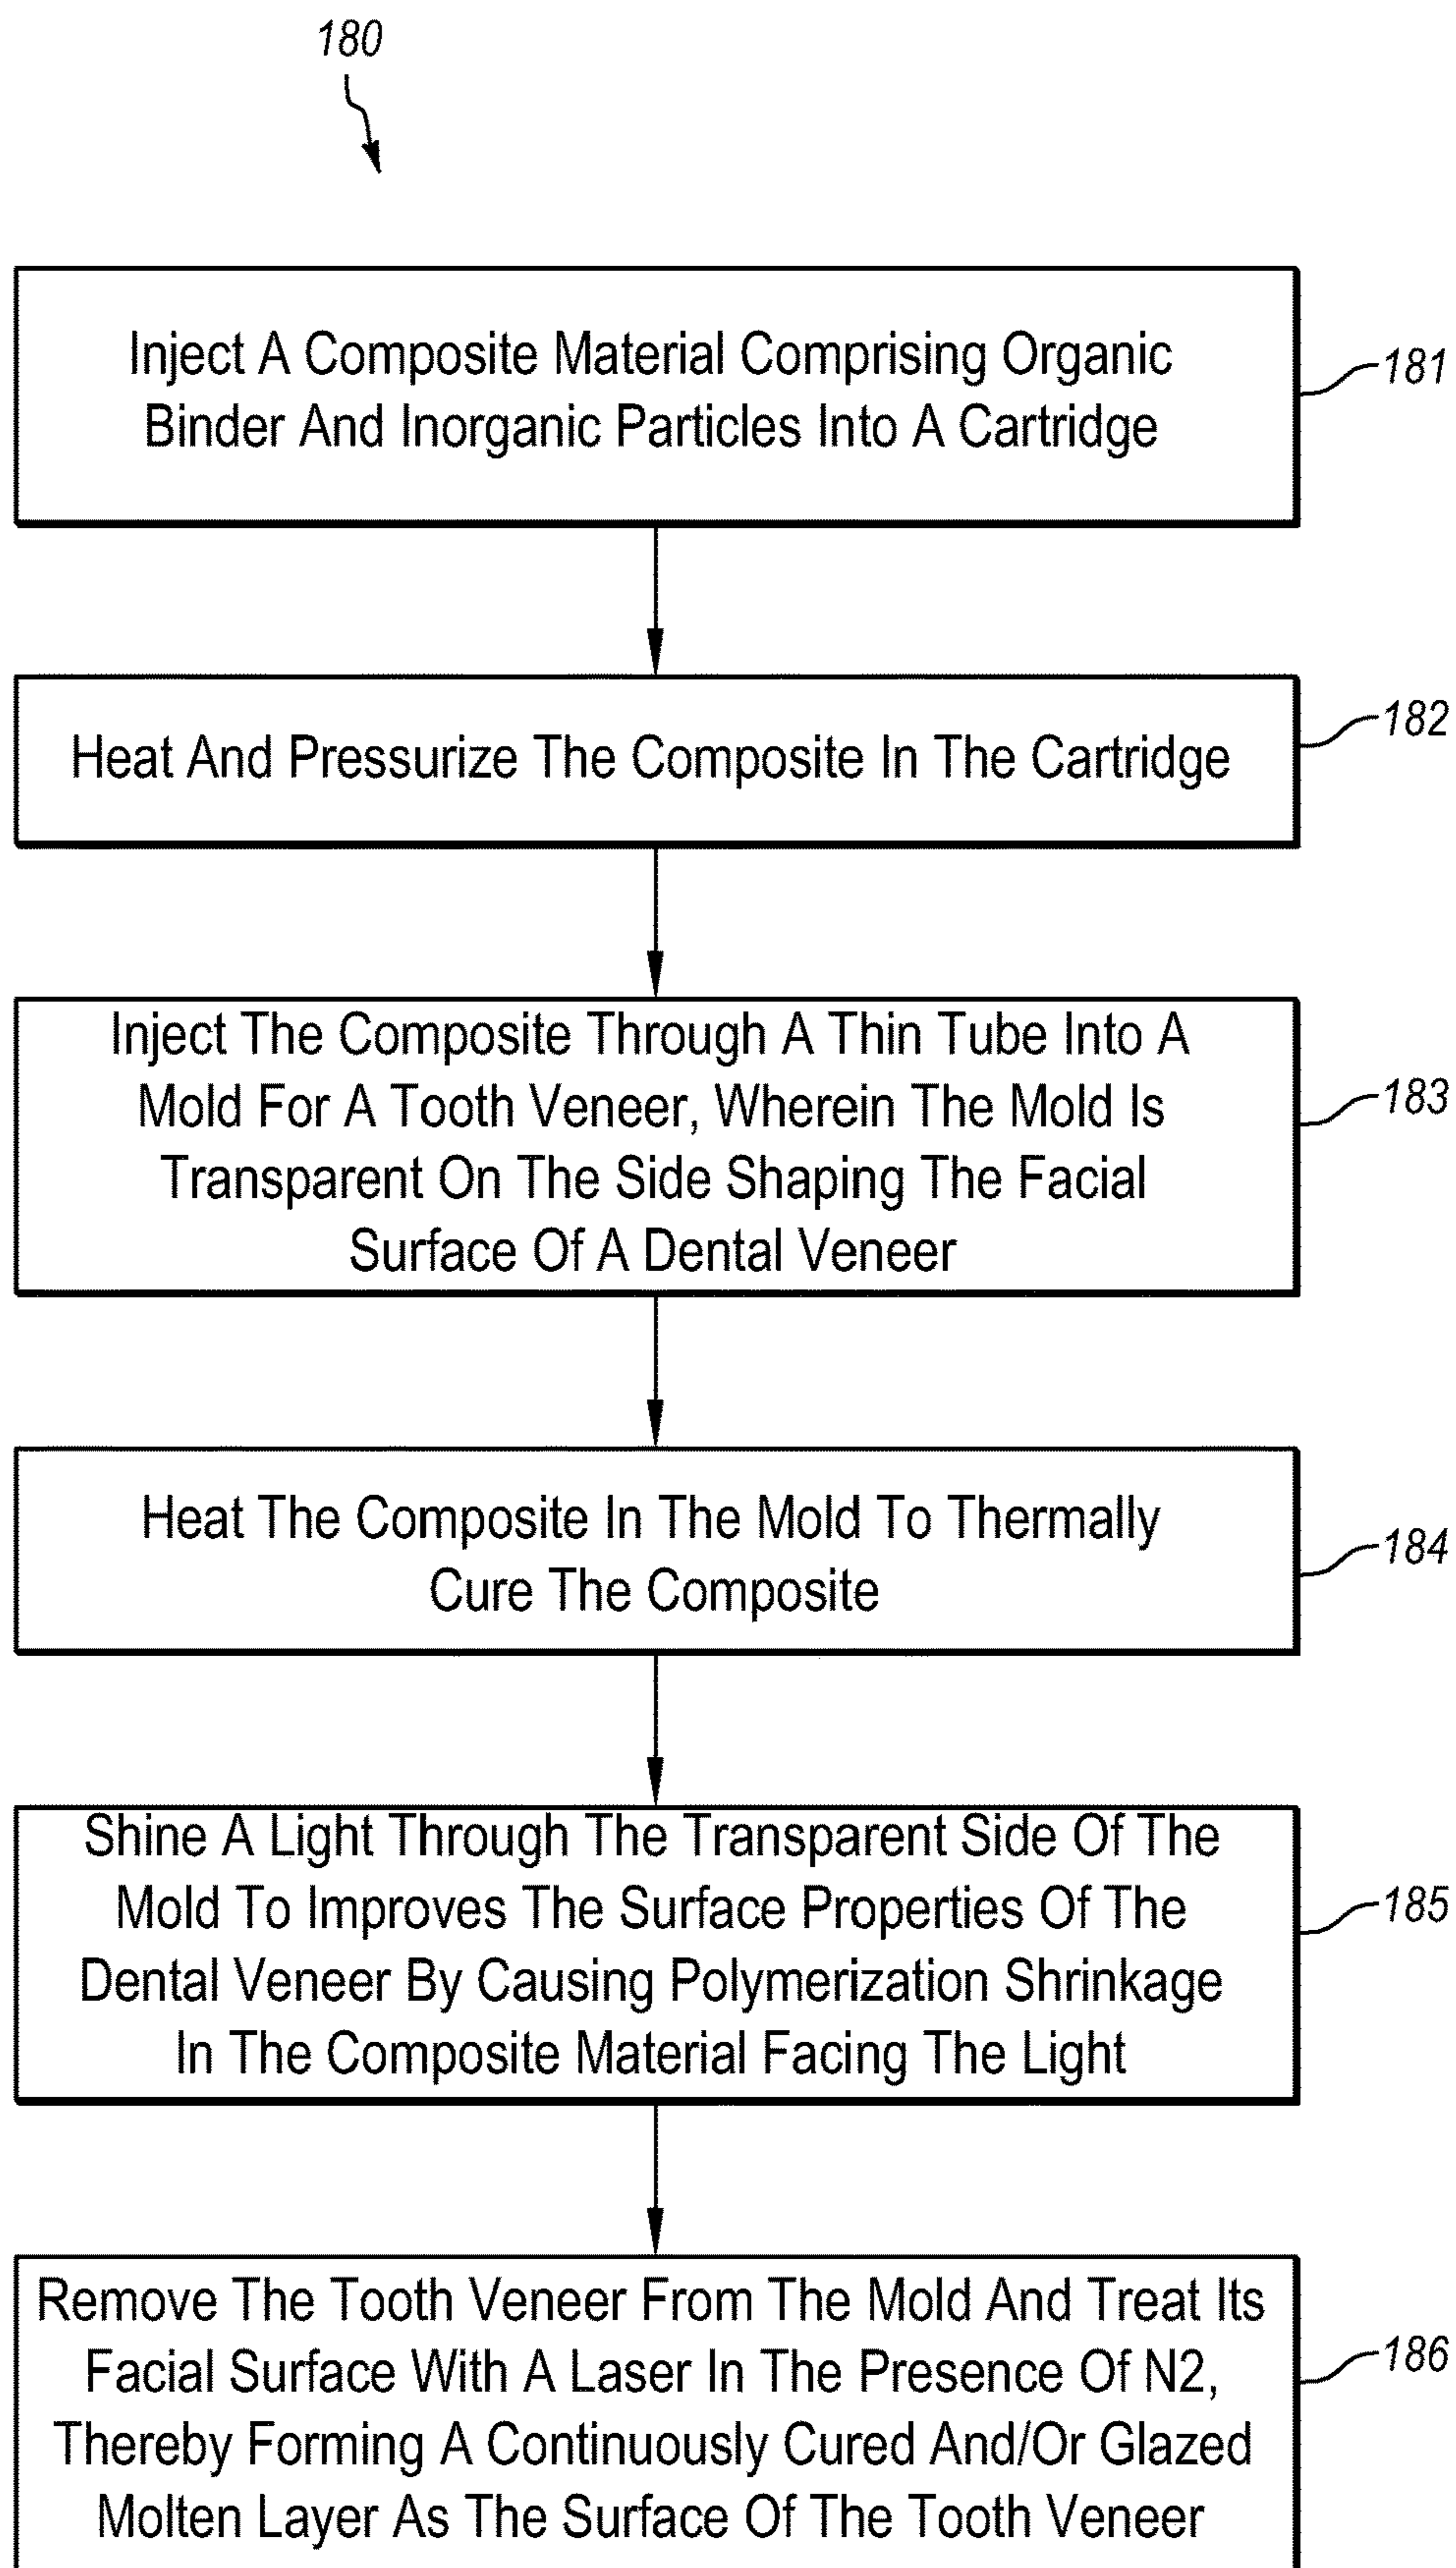 180
Inject A Composite Material Comprising Organic
Binder And Inorganic Particles Into A Cartridge
181
Heat And Pressurize The Composite In The Cartridge
182
Inject The Composite Through A Thin Tube Into A
Mold For A Tooth Veneer, Wherein The Mold Is
Transparent On The Side Shaping The Facial
Surface Of A Dental Veneer
183
Heat The Composite In The Mold To Thermally
Cure The Composite
184
Shine A Light Through The Transparent Side Of The
Mold To Improves The Surface Properties Of The
Dental Veneer By Causing Polymerization Shrinkage
In The Composite Material Facing The Light
185
Remove The Tooth Veneer From The Mold And Treat Its
Facial Surface With A Laser In The Presence Of N2,
Thereby Forming A Continuously Cured And/Or Glazed
Molten Layer As The Surface Of The Tooth Veneer
186